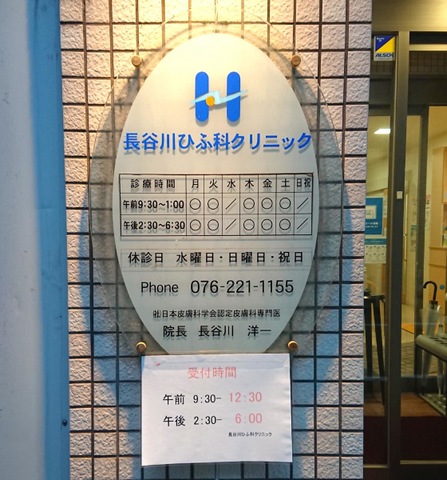 ALSOK
H
長谷川ひふ科クリニック
診療時間 月 火 水 木 金 土 日祝
午前9:30〜1:00 ○ ○ ／ ○ ○ ○ ／
午後2:30〜6:30 ○ ○ ／ ○ ○ ○ ／
休診日 水曜日・日曜日・祝日
Phone 076-221-1155
㈳日本皮膚科学会認定皮膚科専門医
院長 長谷川 洋一
受付時間
午前 9:30- 12:30
午後 2:30- 6:00
長谷川ひふ科クリニック